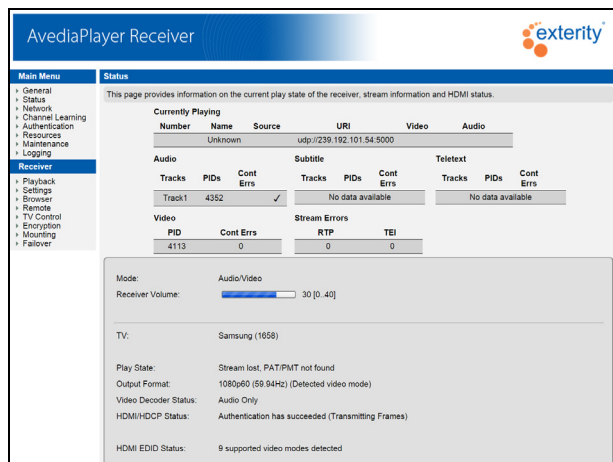 AvediaPlayer Receiver
exterity
Main Menu
General
Status
Network
Channel Learning
Authentication
Resources
Maintenance
Logging
Receiver
Playback
Settings
Browser
Remote
TV Control
Encryption
Mounting
Failover
Status
This page provides information on the current play state of the receiver, stream information and HDMI status.
Currently Playing
Number Name Source URI Video Audio
Unknown udp://239.192.101.54:5000
Audio Subtitle Teletext
Tracks PIDs Cont Errs Tracks PIDs Cont Errs Tracks PIDs Cont Errs
Track1 4352 ✓ No data available No data available
Video Stream Errors
PID Cont Errs RTP TEI
4113 0 0 0
Mode: Audio/Video
Receiver Volume: 30 [0..40]
TV: Samsung (1658)
Play State: Stream lost, PAT/PMT not found
Output Format: 1080p60 (59.94Hz) (Detected video mode)
Video Decoder Status: Audio Only
HDMI/HDCP Status: Authentication has succeeded (Transmitting Frames)
HDMI EDID Status: 9 supported video modes detected